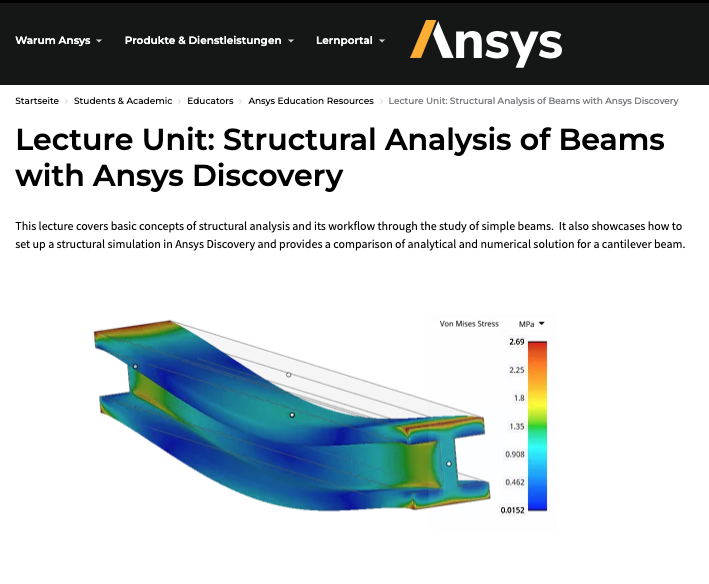 Warum Ansys Produkte & Dienstleistungen Lernportal Ansys
Startseite Students & Academic Educators Ansys Education Resources Lecture Unit: Structural Analysis of Beams with Ansys Discovery
Lecture Unit: Structural Analysis of Beams
with Ansys Discovery
This lecture covers basic concepts of structural analysis and its workflow through the study of simple beams. It also showcases how to
set up a structural simulation in Ansys Discovery and provides a comparison of analytical and numerical solution for a cantilever beam.
Von Mises Stress MPa
2.69
2.25
1.8
1.35
0.908
0.462
0.0152